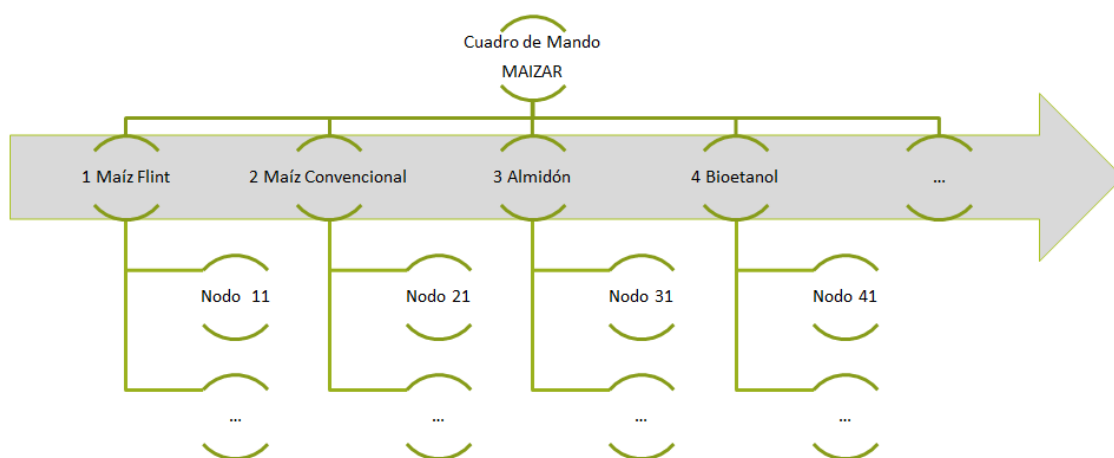 Cuadro de Mando
MAIZAR
1 Maíz Flint
2 Maíz Convencional
3 Almidón
4 Bioetanol
...
Nodo 11
Nodo 21
Nodo 31
Nodo 41
...
...
...
...